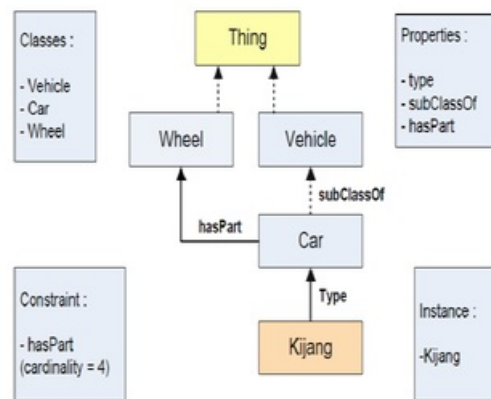 Classes :
- Vehicle
- Car
- Wheel
Thing
Properties :
- type
- subClassOf
- hasPart
Wheel
Vehicle
subClassOf
hasPart
Car
Type
Kijang
Constraint :
- hasPart
(cardinality = 4)
Instance :
-Kijang